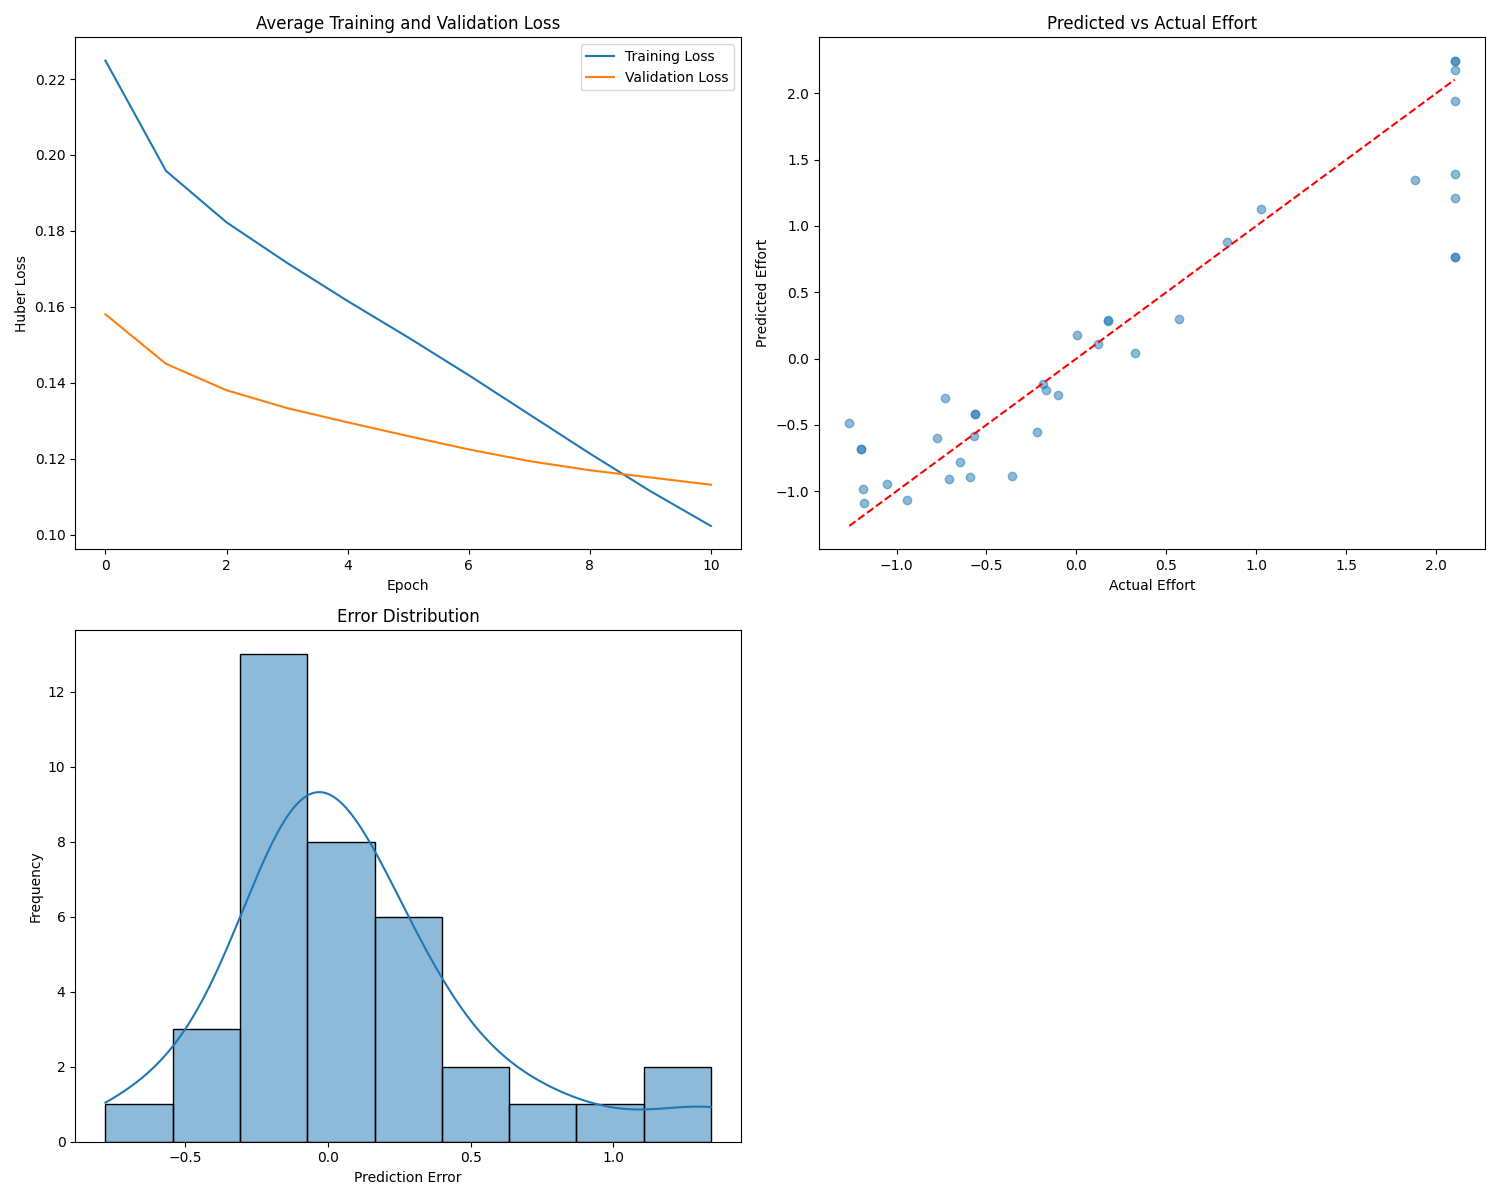 Average Training and Validation Loss
Training Loss
Validation Loss
0.22
0.20
0.18
0.16
0.14
0.12
0.10
Huber Loss
0 2 4 6 8 10
Epoch
Predicted vs Actual Effort
2.0
1.5
1.0
0.5
0.0
−0.5
−1.0
Predicted Effort
−1.0 −0.5 0.0 0.5 1.0 1.5 2.0
Actual Effort
Error Distribution
12
10
8
6
4
2
0
Frequency
−0.5 0.0 0.5 1.0
Prediction Error